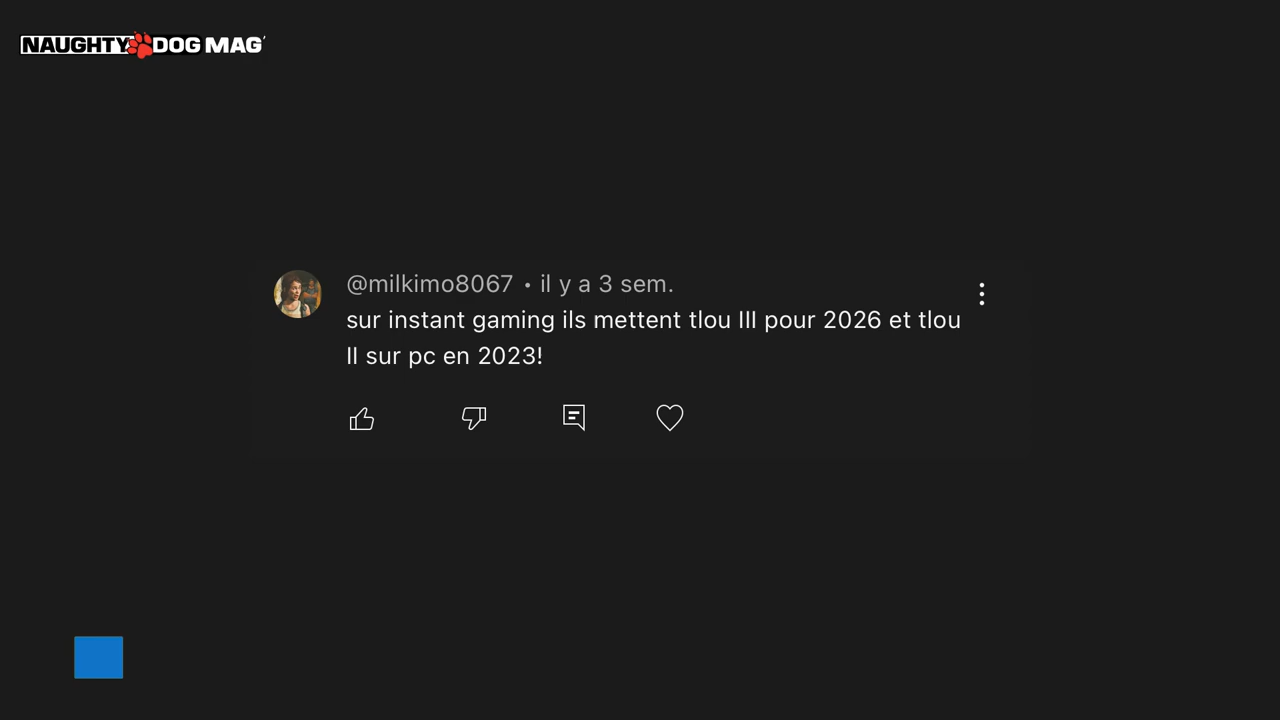 NAUGHTY DOG MAG'
@milkimo8067 • il y a 3 sem.
sur instant gaming ils mettent tlou III pour 2026 et tlou
II sur pc en 2023!